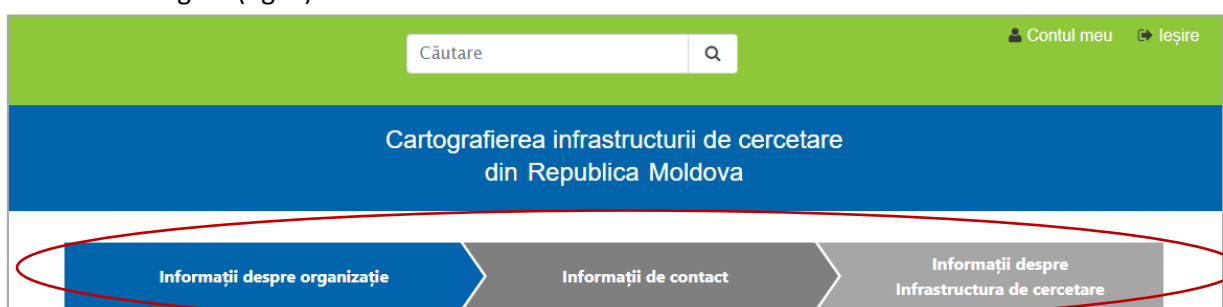 Căutare
Contul meu Ieșire
Cartografierea infrastructurii de cercetare
din Republica Moldova
Informații despre organizație
Informații de contact
Informații despre
Infrastructura de cercetare